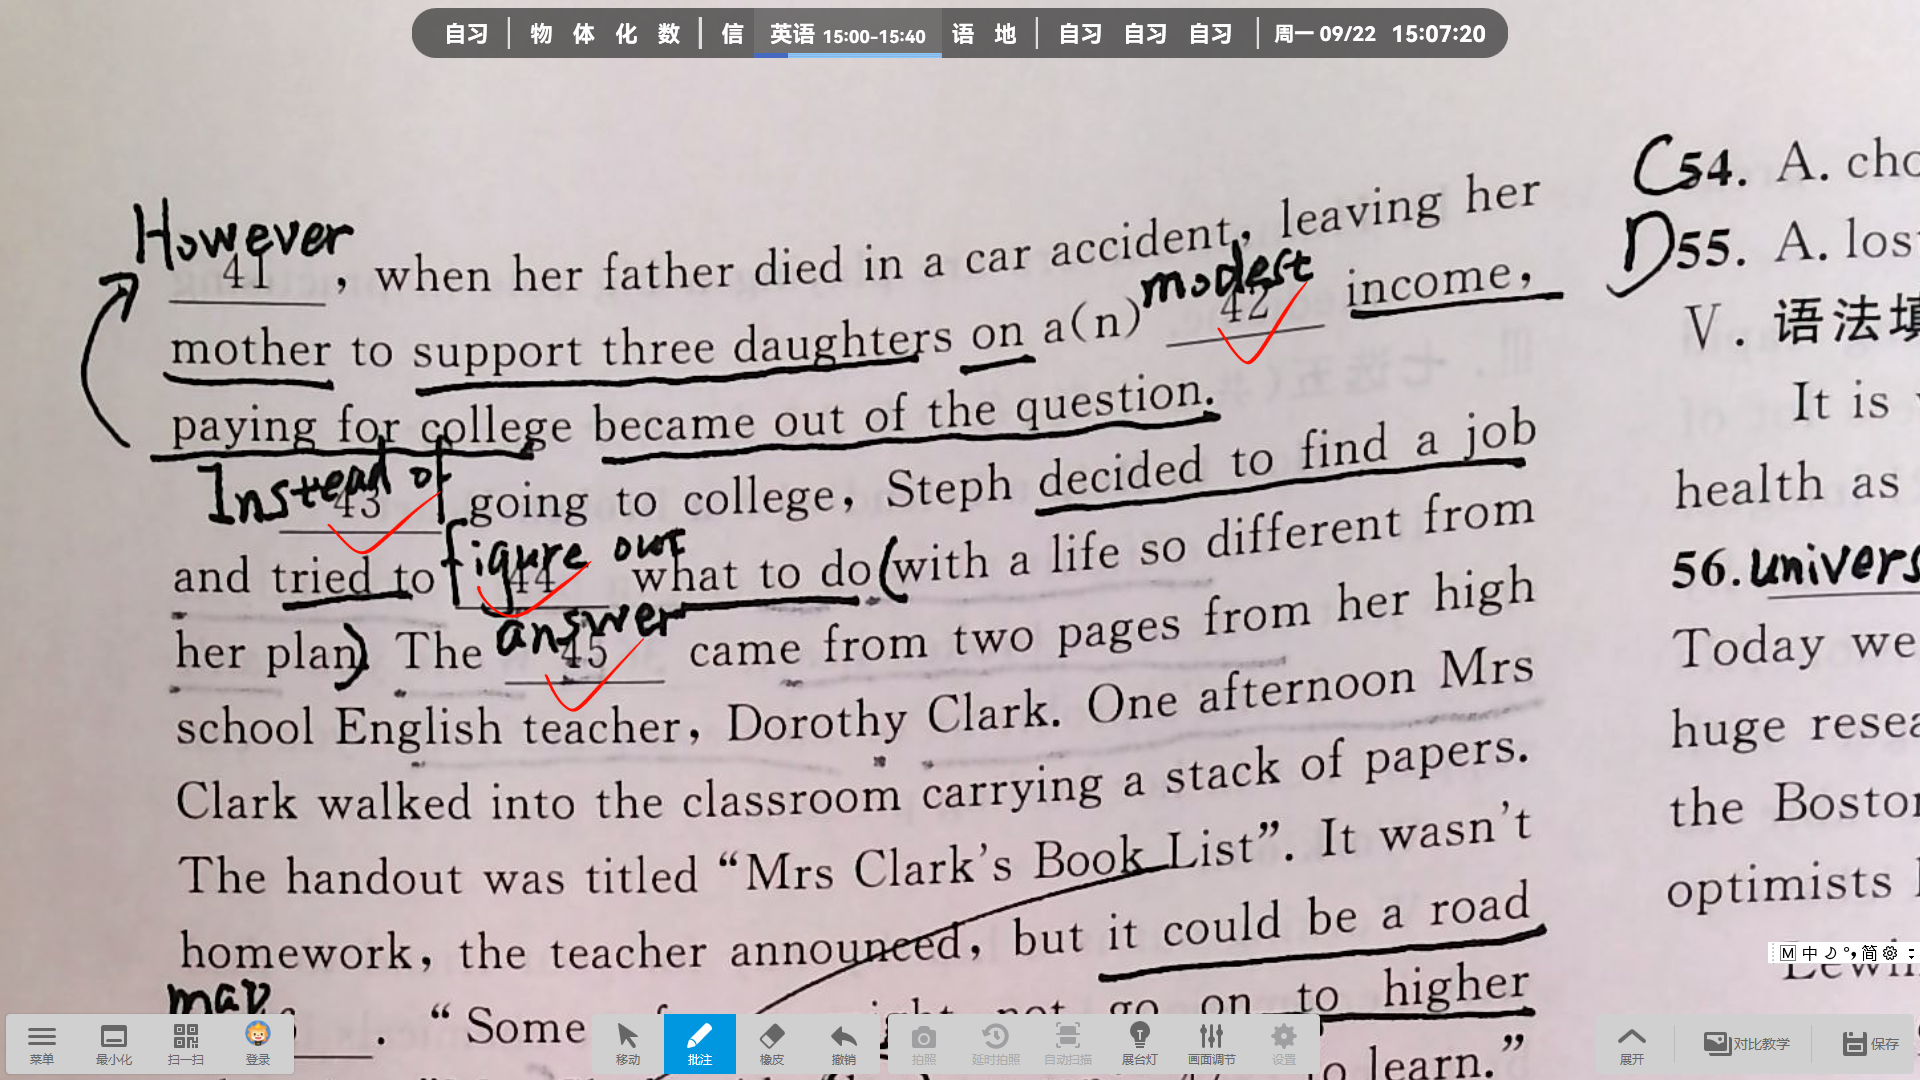 自习 物 体 化 数 信 英语 15:00-15:40 语 地 自习 自习 自习 周一 09/22 15:07:20
However
41, when her father died in a car accident, leaving her
modest
mother to support three daughters on a(n) 42 income,
paying for college became out of the question.
Instead of
43 going to college, Steph decided to find a job
figure out
and tried to 44 what to do (with a life so different from
answer
her plan). The 45 came from two pages from her high
school English teacher, Dorothy Clark. One afternoon Mrs
Clark walked into the classroom carrying a stack of papers.
The handout was titled “Mrs Clark’s Book List”. It wasn’t
homework, the teacher announced, but it could be a road
map
. “Some not go on to higher
to learn.”
C 54. A. cho
D 55. A. los
V. 语法填
It is
health as
56. univers
Today we
huge resea
the Boston
optimists
Lewi
M 中 简
菜单 最小化 扫一扫 登录 移动 批注 橡皮 撤销 拍照 延时拍照 自动扫描 展台灯 画面调节 设置 展开 对比教学 保存